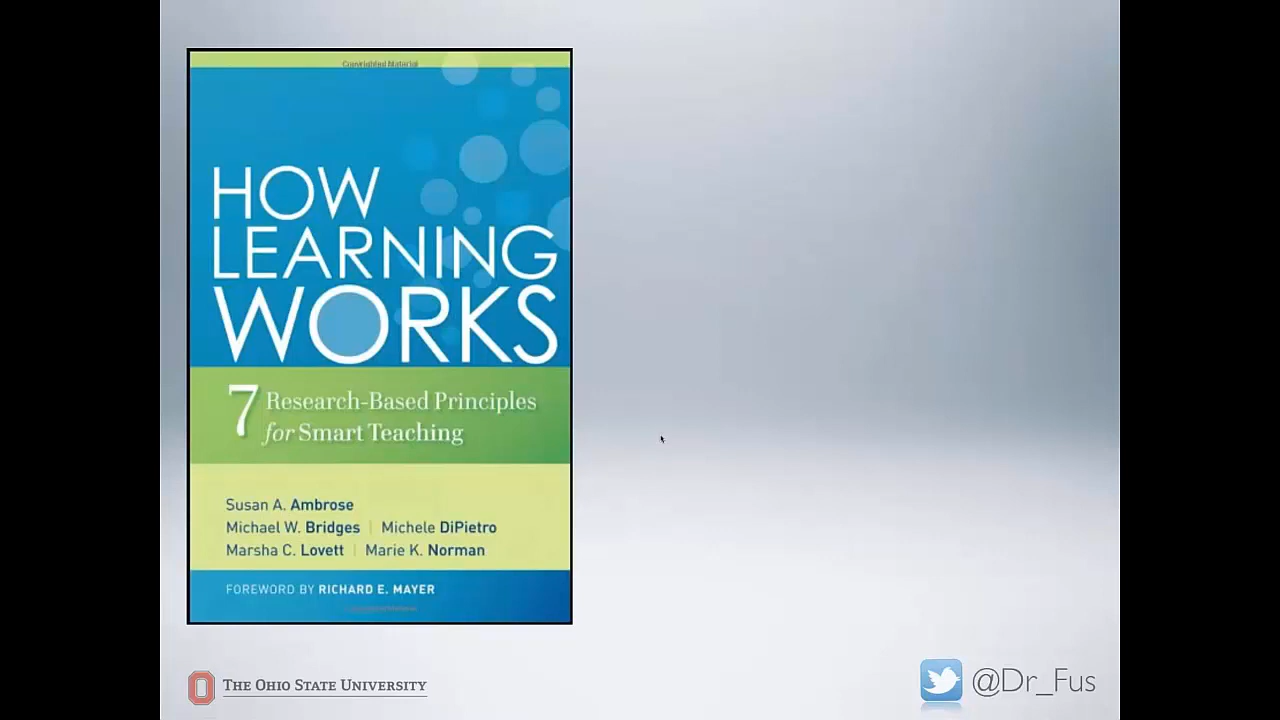 Copyrighted Material
HOW
LEARNING
WORKS
7 Research-Based Principles
for Smart Teaching
Susan A. Ambrose
Michael W. Bridges | Michele DiPietro
Marsha C. Lovett | Marie K. Norman
FOREWORD BY RICHARD E. MAYER
THE OHIO STATE UNIVERSITY
@Dr_Fus